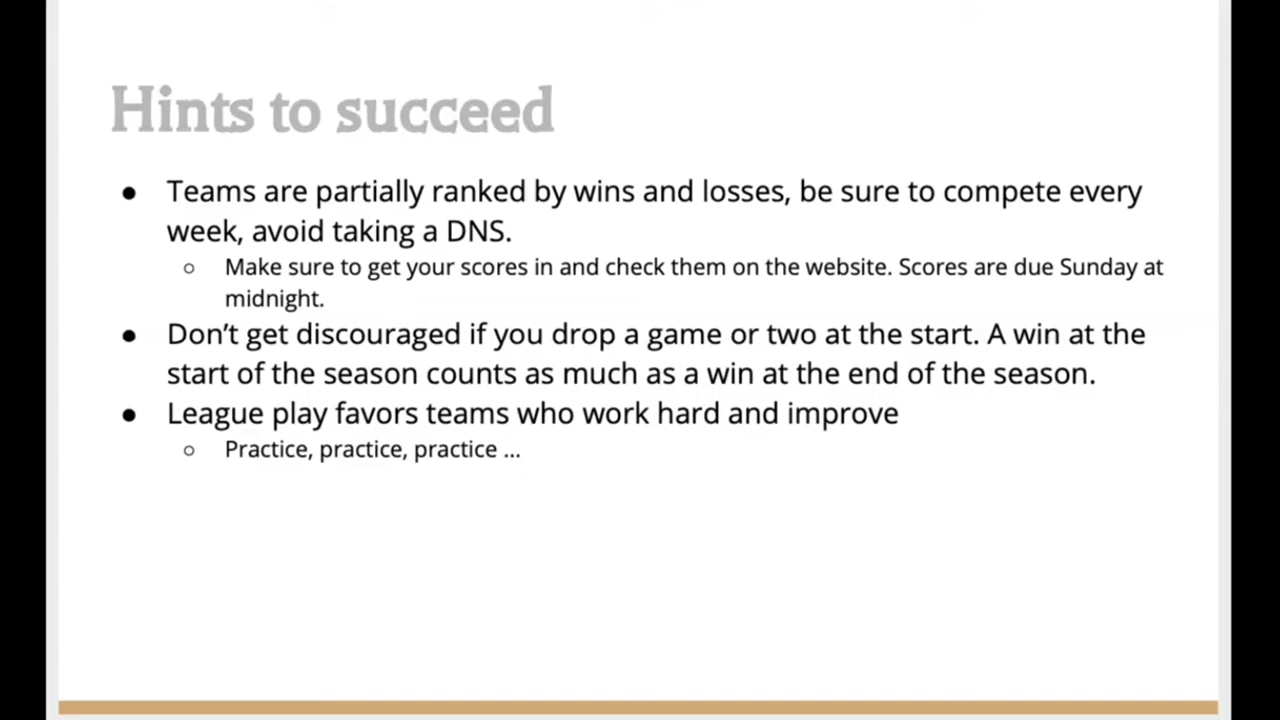 Hints to succeed
● Teams are partially ranked by wins and losses, be sure to compete every
week, avoid taking a DNS.
○ Make sure to get your scores in and check them on the website. Scores are due Sunday at
midnight.
● Don’t get discouraged if you drop a game or two at the start. A win at the
start of the season counts as much as a win at the end of the season.
● League play favors teams who work hard and improve
○ Practice, practice, practice ...